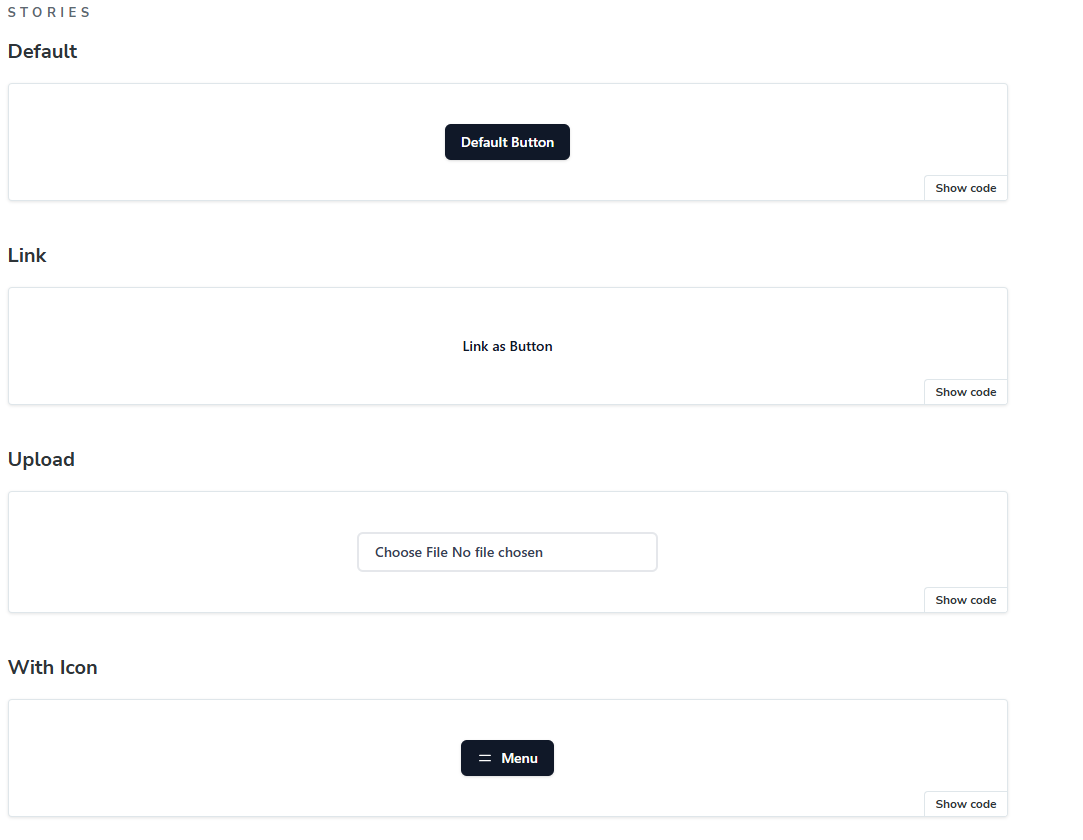 STORIES
Default
Default Button
Show code
Link
Link as Button
Show code
Upload
Choose File No file chosen
Show code
With Icon
Menu
Show code